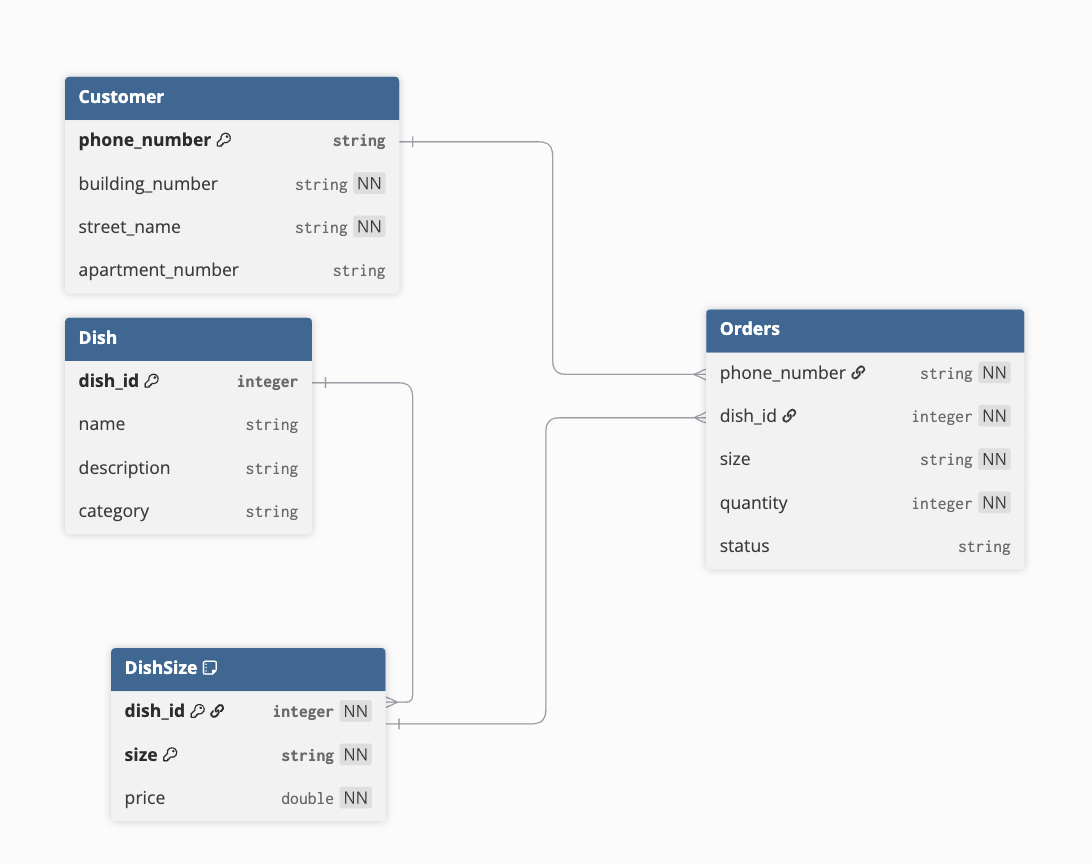 Customer
phone_number string
building_number string NN
street_name string NN
apartment_number string
Dish
dish_id integer
name string
description string
category string
Orders
phone_number string NN
dish_id integer NN
size string NN
quantity integer NN
status string
DishSize
dish_id integer NN
size string NN
price double NN